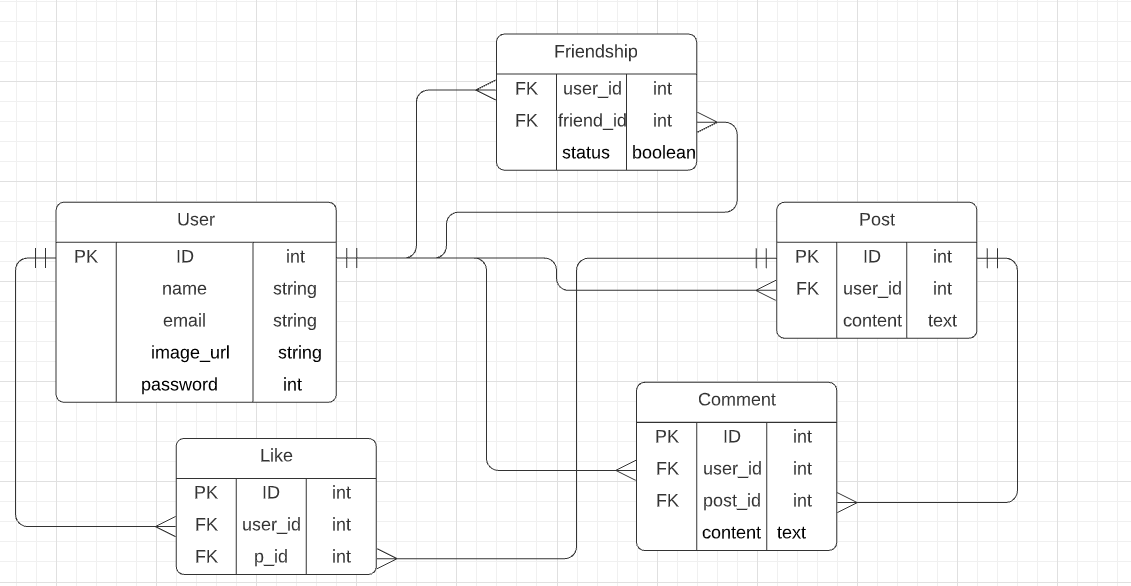 Friendship
FK user_id int
FK friend_id int
status boolean
User
PK ID int
name string
email string
image_url string
password int
Post
PK ID int
FK user_id int
content text
Comment
PK ID int
FK user_id int
FK post_id int
content text
Like
PK ID int
FK user_id int
FK p_id int